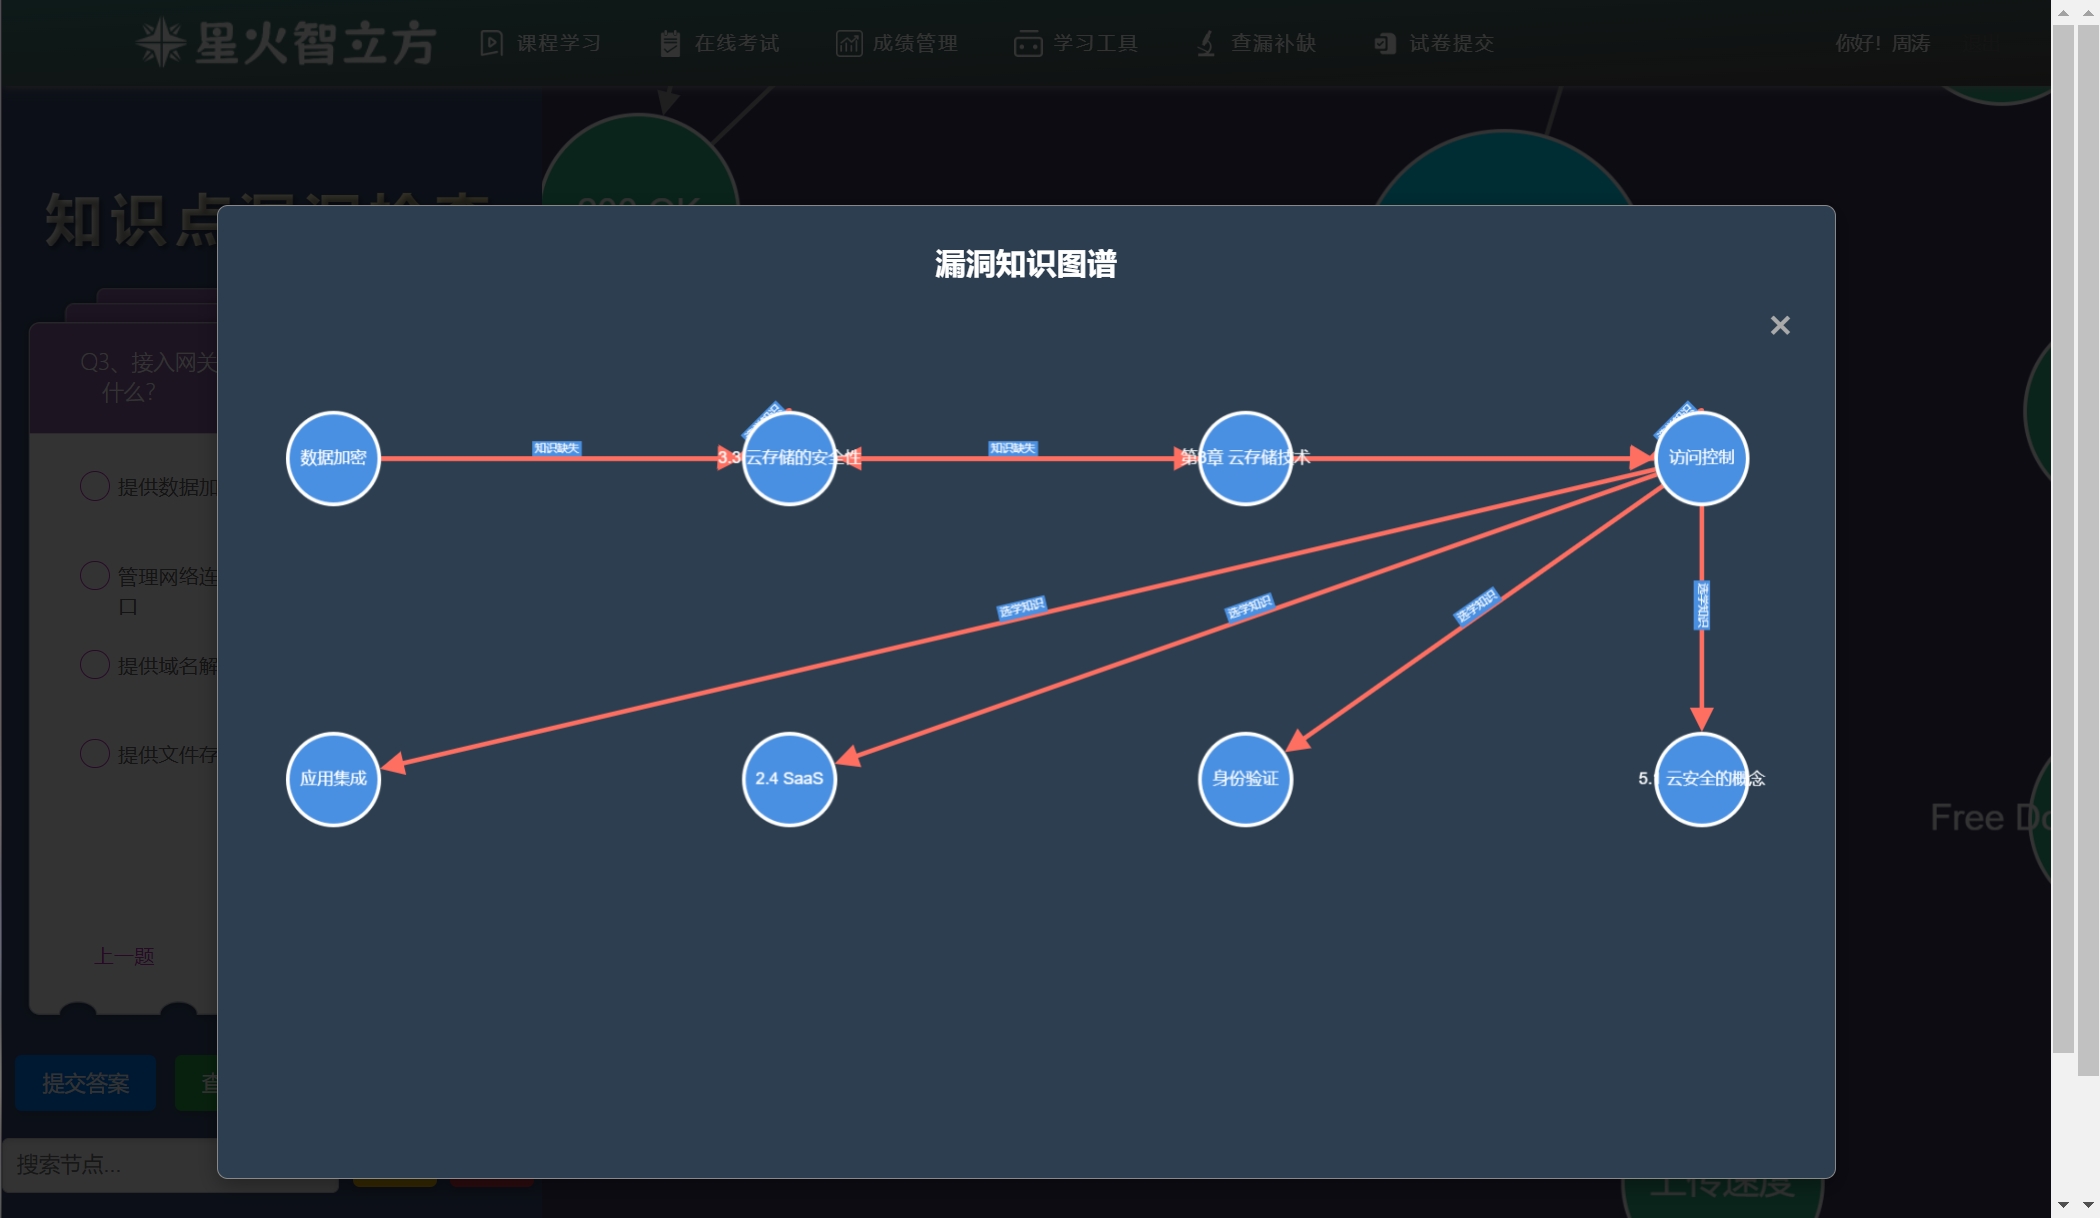 星火智立方
课程学习
在线考试
成绩管理
学习工具
查漏补缺
试卷提交
你好！周涛
知识点漏洞检查
200 OK
漏洞知识图谱
×
Q3、接入网关
什么？
提供数据加
管理网络连
口
提供域名解
提供文件存
上一题
提交答案
查
搜索节点...
数据加密
知识缺失
3.3 云存储的安全性
知识缺失
第3章 云存储技术
访问控制
选学知识
选学知识
选学知识
选学知识
应用集成
2.4 SaaS
身份验证
5.1 云安全的概念
Free Do
上传速度